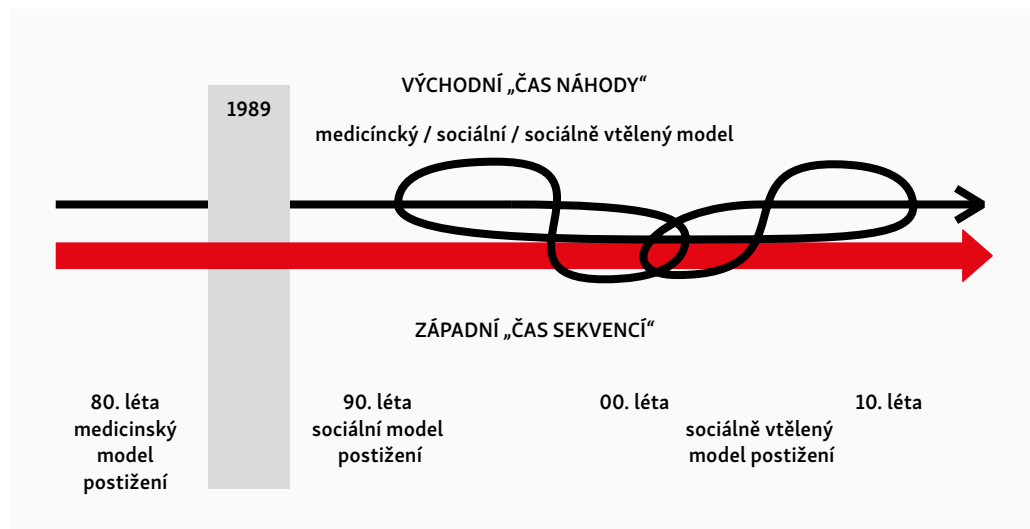 VÝCHODNÍ „ČAS NÁHODY“
1989
medicíncký / sociální / sociálně vtělený model
ZÁPADNÍ „ČAS SEKVENCÍ“
80. léta
medicinský
model
postižení
90. léta
sociální model
postižení
00. léta
10. léta
sociálně vtělený
model postižení